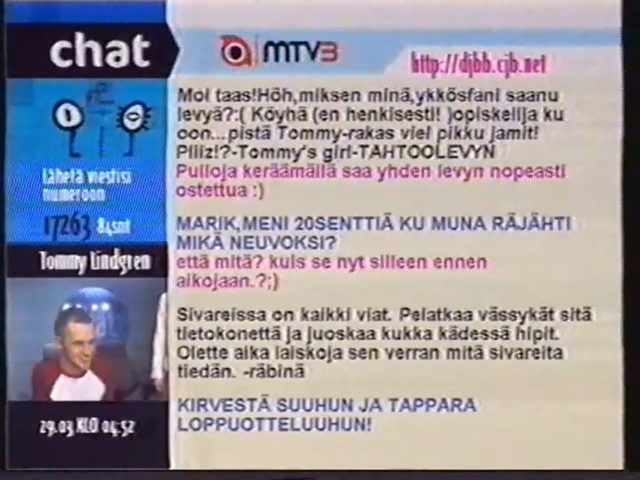 chat
MTV3
http://djbb.cjb.net
Moi taas!Höh,miksen minä,ykkösfani saanu
levyä?:( Köyhä (en henkisesti! )opiskelija ku
oon...pistä Tommy-rakas viel pikku jamit!
Pliiz!?-Tommy's girl-TAHTOOLEVYN
Pulloja keräämällä saa yhden levyn nopeasti
ostettua :)
MARIK,MENI 20SENTTIÄ KU MUNA RÄJÄHTI
MIKÄ NEUVOKSI?
että mitä? kuis se nyt silleen ennen
aikojaan.?;)
Sivareissa on kaikki viat. Pelatkaa vässykät sitä
tietokonettä ja juoskaa kukka kädessä hipit.
Olette aika laiskoja sen verran mitä sivareita
tiedän. -räbinä
KIRVESTÄ SUUHUN JA TAPPARA
LOPPUOTTELUUHUN!
Lähetä viestisi
numeroon
17263 84snt
Tommy Lindgren
29.03 KLO 04:52